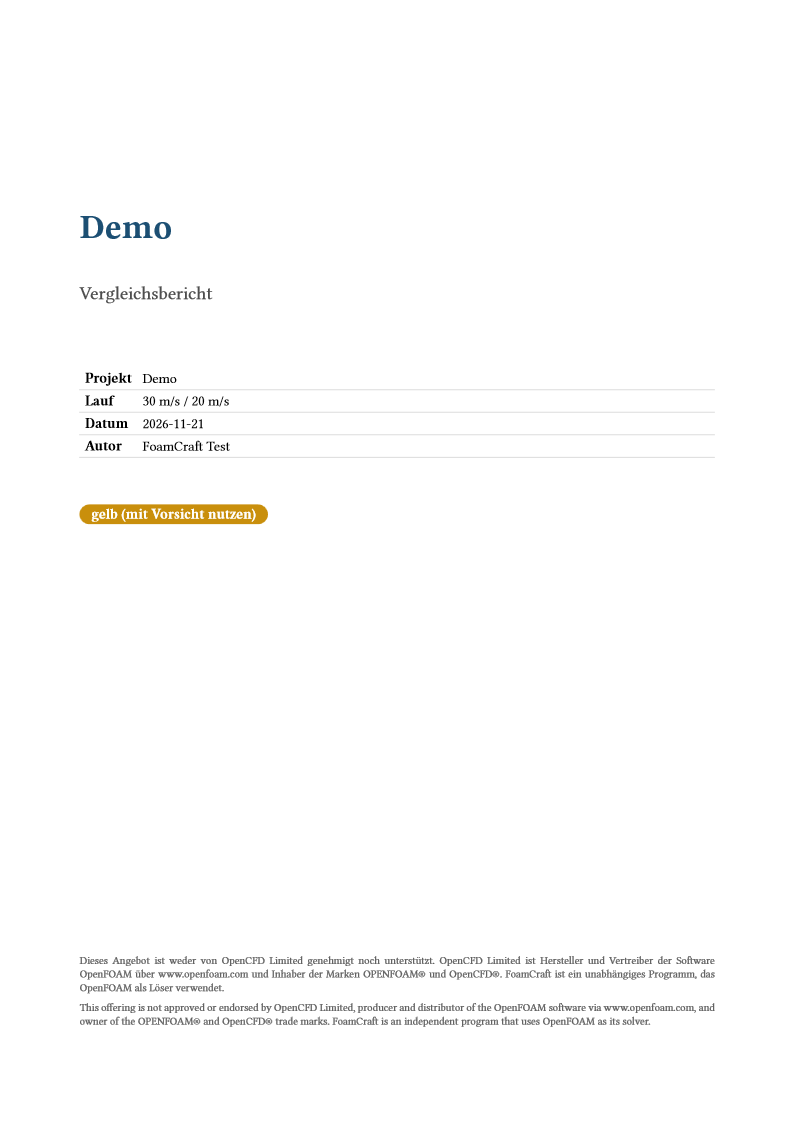 Demo
Vergleichsbericht
Projekt Demo
Lauf 30 m/s / 20 m/s
Datum 2026-11-21
Autor FoamCraft Test
gelb (mit Vorsicht nutzen)
Dieses Angebot ist weder von OpenCFD Limited genehmigt noch unterstützt. OpenCFD Limited ist Hersteller und Vertreiber der Software
OpenFOAM über www.openfoam.com und Inhaber der Marken OPENFOAM® und OpenCFD®. FoamCraft ist ein unabhängiges Programm, das
OpenFOAM als Löser verwendet.
This offering is not approved or endorsed by OpenCFD Limited, producer and distributor of the OpenFOAM software via www.openfoam.com, and
owner of the OPENFOAM® and OpenCFD® trade marks. FoamCraft is an independent program that uses OpenFOAM as its solver.